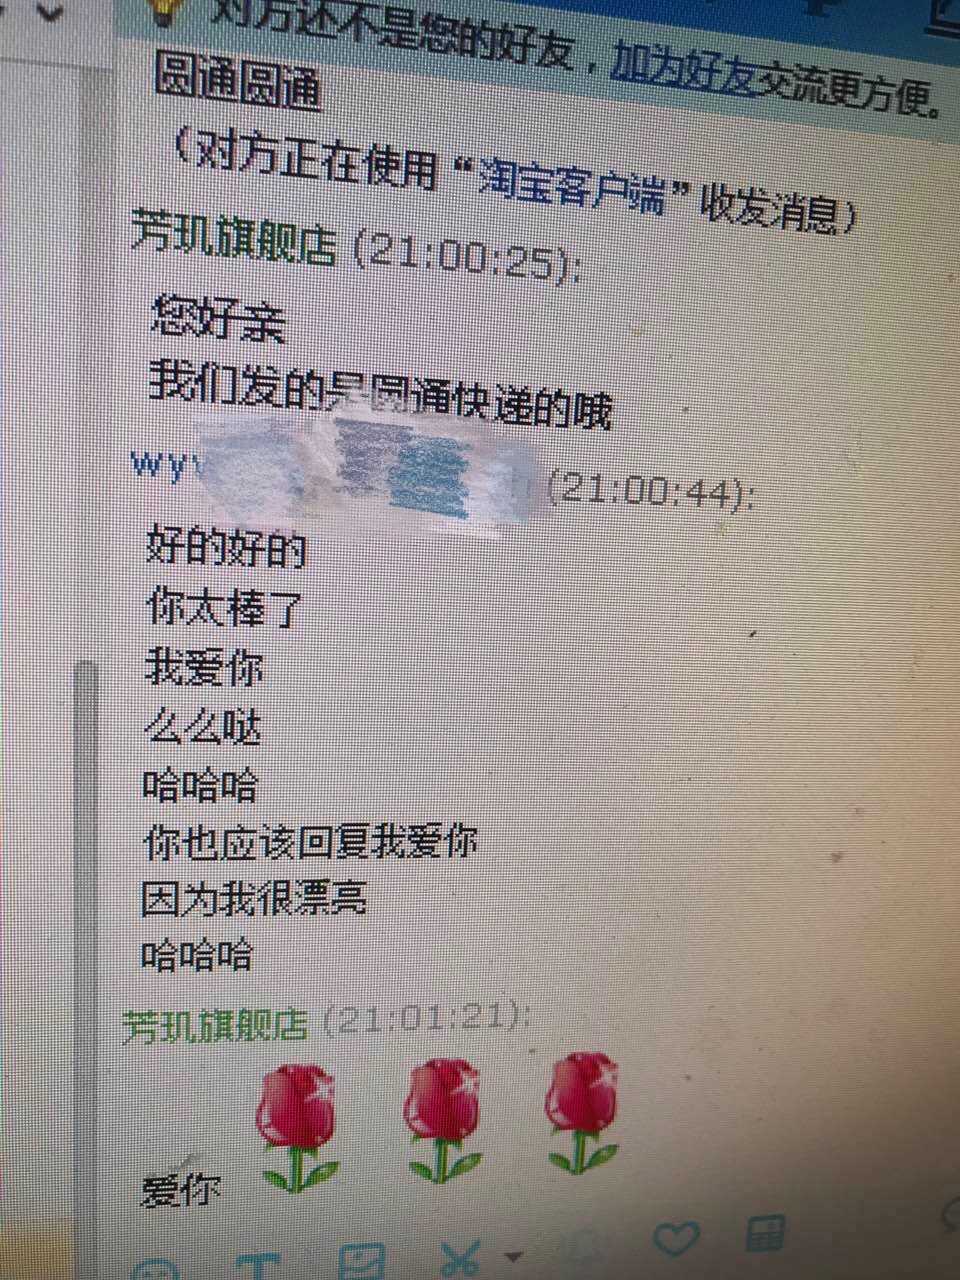 对方还不是您的好友，加为好友交流更方便。
圆通圆通
（对方正在使用“淘宝客户端”收发消息）
芳玑旗舰店 (21:00:25):
您好亲
我们发的是圆通快递的哦
wy (21:00:44):
好的好的
你太棒了
我爱你
么么哒
哈哈哈
你也应该回复我爱你
因为我很漂亮
哈哈哈
芳玑旗舰店 (21:01:21):
爱你